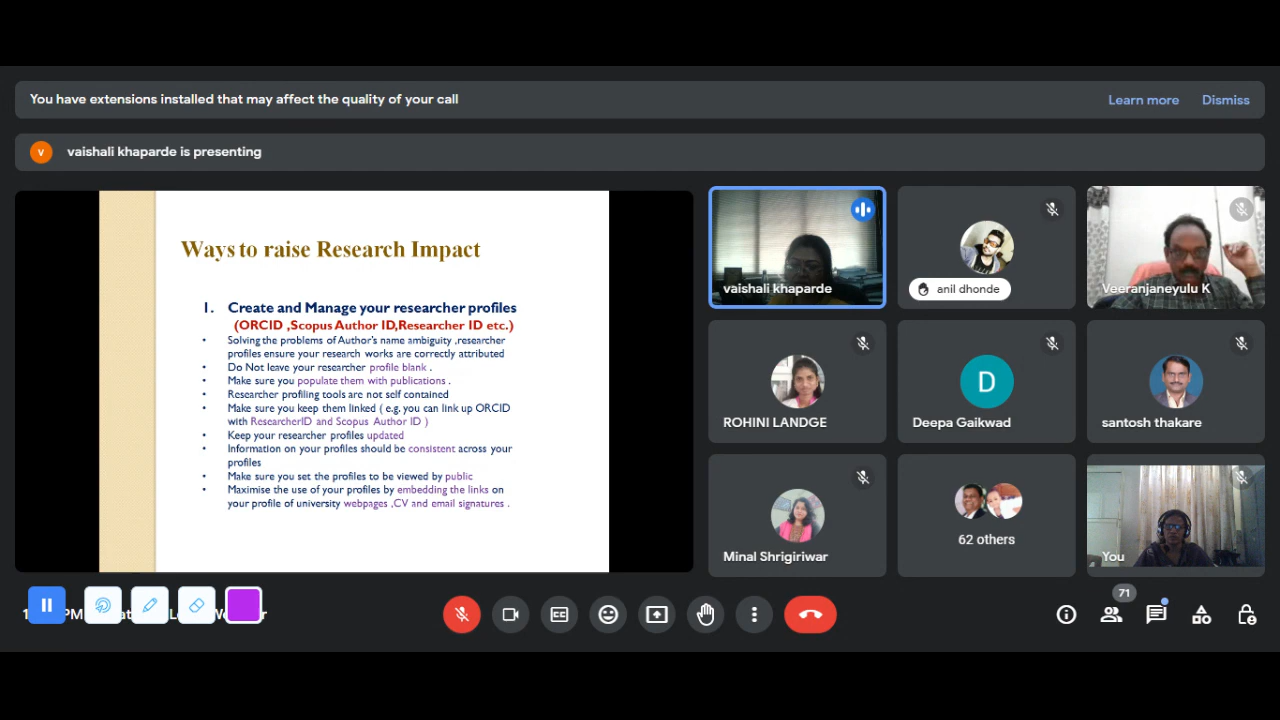 You have extensions installed that may affect the quality of your call
Learn more
Dismiss
v
vaishali khaparde is presenting
Ways to raise Research Impact
1. Create and Manage your researcher profiles
(ORCID ,Scopus Author ID,Researcher ID etc.)
• Solving the problems of Author's name ambiguity ,researcher
profiles ensure your research works are correctly attributed
• Do Not leave your researcher profile blank .
• Make sure you populate them with publications .
• Researcher profiling tools are not self contained
• Make sure you keep them linked ( e.g. you can link up ORCID
with ResearcherID and Scopus Author ID )
• Keep your researcher profiles updated
• Information on your profiles should be consistent across your
profiles
• Make sure you set the profiles to be viewed by public
• Maximise the use of your profiles by embedding the links on
your profile of university webpages ,CV and email signatures .
vaishali khaparde
anil dhonde
Veeranjaneyulu K
ROHINI LANDGE
D
Deepa Gaikwad
santosh thakare
Minal Shrigiriwar
62 others
You
71